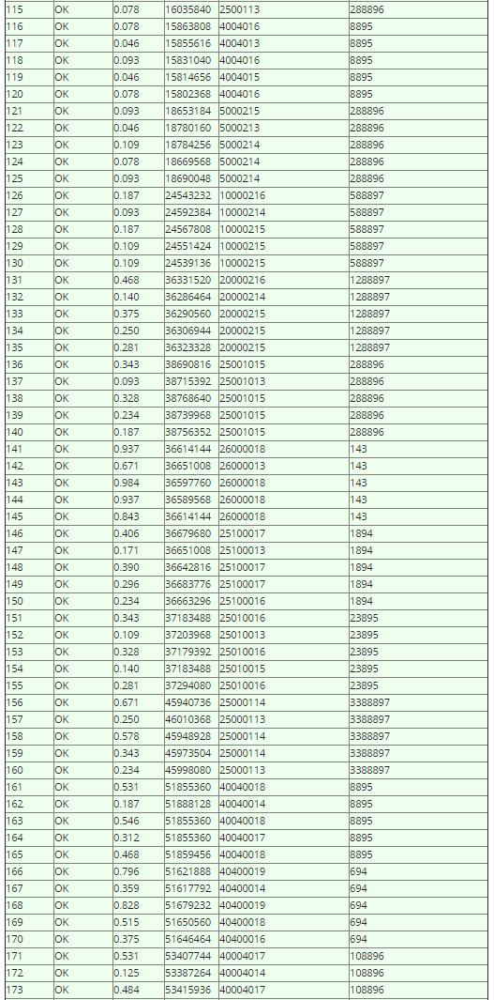 115 OK 0.078 16035840 2500113 288896
116 OK 0.078 15863808 4004016 8895
117 OK 0.046 15855616 4004013 8895
118 OK 0.093 15831040 4004016 8895
119 OK 0.046 15814656 4004015 8895
120 OK 0.078 15802368 4004016 8895
121 OK 0.093 18653184 5000215 288896
122 OK 0.046 18780160 5000213 288896
123 OK 0.109 18784256 5000214 288896
124 OK 0.078 18669568 5000214 288896
125 OK 0.093 18690048 5000214 288896
126 OK 0.187 24543232 10000216 588897
127 OK 0.093 24592384 10000214 588897
128 OK 0.187 24567808 10000215 588897
129 OK 0.109 24551424 10000215 588897
130 OK 0.109 24539136 10000215 588897
131 OK 0.468 36331520 20000216 1288897
132 OK 0.140 36286464 20000214 1288897
133 OK 0.375 36290560 20000215 1288897
134 OK 0.250 36306944 20000215 1288897
135 OK 0.281 36323328 20000215 1288897
136 OK 0.343 38690816 25001015 288896
137 OK 0.093 38715392 25001013 288896
138 OK 0.328 38768640 25001015 288896
139 OK 0.234 38739968 25001015 288896
140 OK 0.187 38756352 25001015 288896
141 OK 0.937 36614144 26000018 143
142 OK 0.671 36651008 26000013 143
143 OK 0.984 36597760 26000018 143
144 OK 0.937 36589568 26000018 143
145 OK 0.843 36614144 26000018 143
146 OK 0.406 36679680 25100017 1894
147 OK 0.171 36651008 25100013 1894
148 OK 0.390 36642816 25100017 1894
149 OK 0.296 36683776 25100017 1894
150 OK 0.234 36663296 25100016 1894
151 OK 0.343 37183488 25010016 23895
152 OK 0.109 37203968 25010013 23895
153 OK 0.328 37179392 25010016 23895
154 OK 0.140 37183488 25010015 23895
155 OK 0.281 37294080 25010016 23895
156 OK 0.671 45940736 25000114 3388897
157 OK 0.250 46010368 25000113 3388897
158 OK 0.578 45948928 25000114 3388897
159 OK 0.343 45973504 25000114 3388897
160 OK 0.234 45998080 25000113 3388897
161 OK 0.531 51855360 40040018 8895
162 OK 0.187 51888128 40040014 8895
163 OK 0.546 51855360 40040018 8895
164 OK 0.312 51855360 40040017 8895
165 OK 0.468 51859456 40040018 8895
166 OK 0.796 51621888 40400019 694
167 OK 0.359 51617792 40400014 694
168 OK 0.828 51679232 40400019 694
169 OK 0.515 51650560 40400018 694
170 OK 0.375 51646464 40400016 694
171 OK 0.531 53407744 40004017 108896
172 OK 0.125 53387264 40004014 108896
173 OK 0.484 53415936 40004017 108896